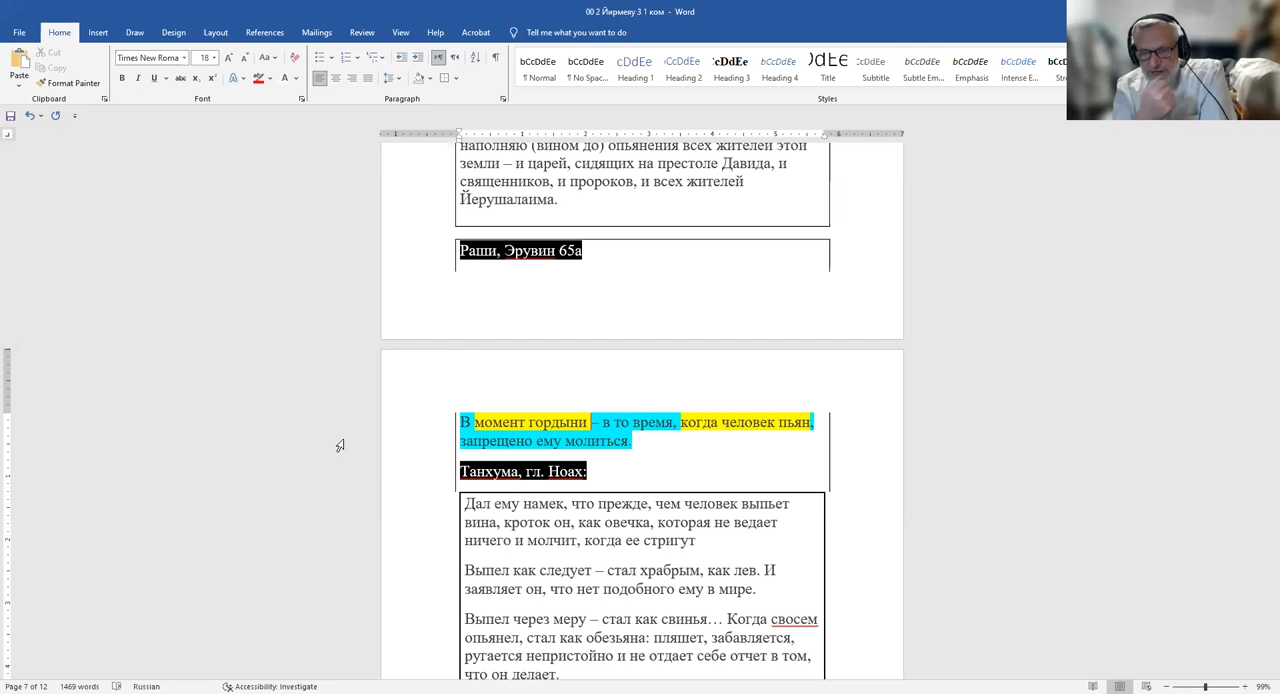 00 2 Йирмеяу 3 1 ком - Word
File Home Insert Draw Design Layout References Mailings Review View Help Acrobat Tell me what you want to do
Paste Cut Copy Format Painter
Times New Roma 18
Clipboard Font Paragraph Styles
bCcDdEe ¶ Normal
bCcDdEe ¶ No Spac...
cCcDdE Heading 1
bCcDdEe Heading 2
bCcDdEe Heading 3
bCcDdEe Heading 4
DdEe Title
CcDdEe Subtitle
bCcDdEe Subtle Em...
bCcDdEe Emphasis
bCcDdEe Intense E...
наполняю (вином до) опьянения всех жителей этой
земли – и царей, сидящих на престоле Давида, и
священников, и пророков, и всех жителей
Йерушалаима.
Раши, Эрувин 65а
В момент гордыни – в то время, когда человек пьян,
запрещено ему молиться.
Танхума, гл. Ноах:
Дал ему намек, что прежде, чем человек выпьет
вина, кроток он, как овечка, которая не ведает
ничего и молчит, когда ее стригут
Выпел как следует – стал храбрым, как лев. И
заявляет он, что нет подобного ему в мире.
Выпел через меру – стал как свинья… Когда свосем
опьянел, стал как обезьяна: пляшет, забавляется,
ругается непристойно и не отдает себе отчет в том,
что он делает.
Page 7 of 12 1469 words Russian Accessibility: Investigate 99%